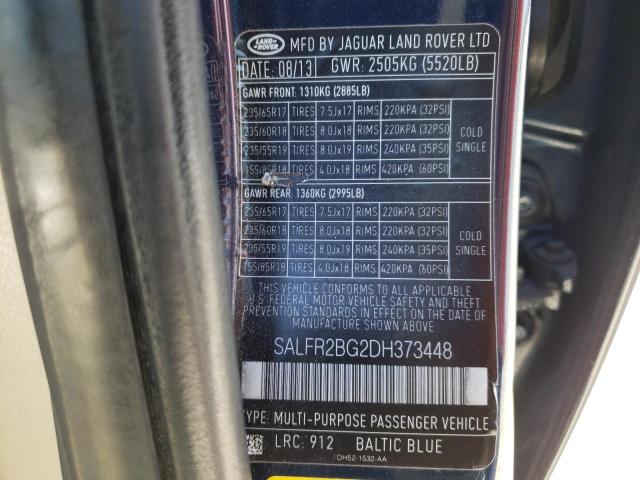 LAND ROVER
MFD BY JAGUAR LAND ROVER LTD
DATE: 08/13 GWR: 2505KG (5520LB)
GAWR FRONT: 1310KG (2885LB)
235/65R17 TIRES 7.5Jx17 RIMS 220KPA (32PSI)
235/60R18 TIRES 8.0Jx18 RIMS 220KPA (32PSI)
235/55R19 TIRES 8.0Jx19 RIMS 240KPA (35PSI)
155/85R18 TIRES 4.0Jx18 RIMS 420KPA (60PSI)
COLD
SINGLE
GAWR REAR: 1360KG (2995LB)
235/65R17 TIRES 7.5Jx17 RIMS 220KPA (32PSI)
235/60R18 TIRES 8.0Jx18 RIMS 220KPA (32PSI)
235/55R19 TIRES 8.0Jx19 RIMS 240KPA (35PSI)
155/85R18 TIRES 4.0Jx18 RIMS 420KPA (60PSI)
COLD
SINGLE
THIS VEHICLE CONFORMS TO ALL APPLICABLE
U.S. FEDERAL MOTOR VEHICLE SAFETY AND THEFT
PREVENTION STANDARDS IN EFFECT ON THE DATE
OF MANUFACTURE SHOWN ABOVE.
SALFR2BG2DH373448
TYPE: MULTI-PURPOSE PASSENGER VEHICLE
LRC: 912 BALTIC BLUE
DH52-1532-AA